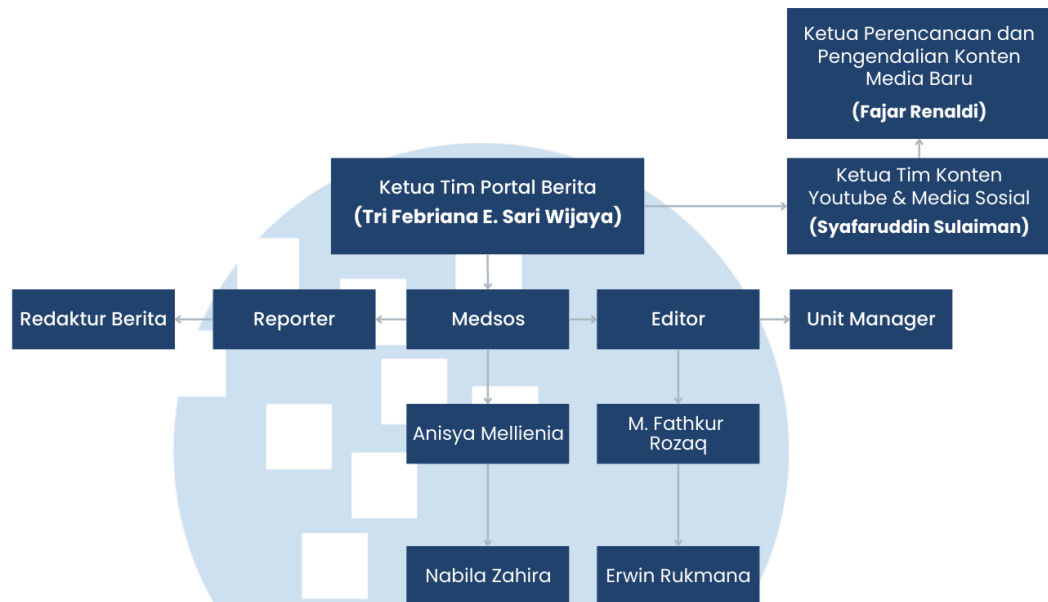 Ketua Perencanaan dan
Pengendalian Konten
Media Baru
(Fajar Renaldi)
Ketua Tim Portal Berita
(Tri Febriana E. Sari Wijaya)
Ketua Tim Konten
Youtube & Media Sosial
(Syafaruddin Sulaiman)
Redaktur Berita
Reporter
Medsos
Editor
Unit Manager
Anisya Mellienia
M. Fathkur
Rozaq
Nabila Zahira
Erwin Rukmana